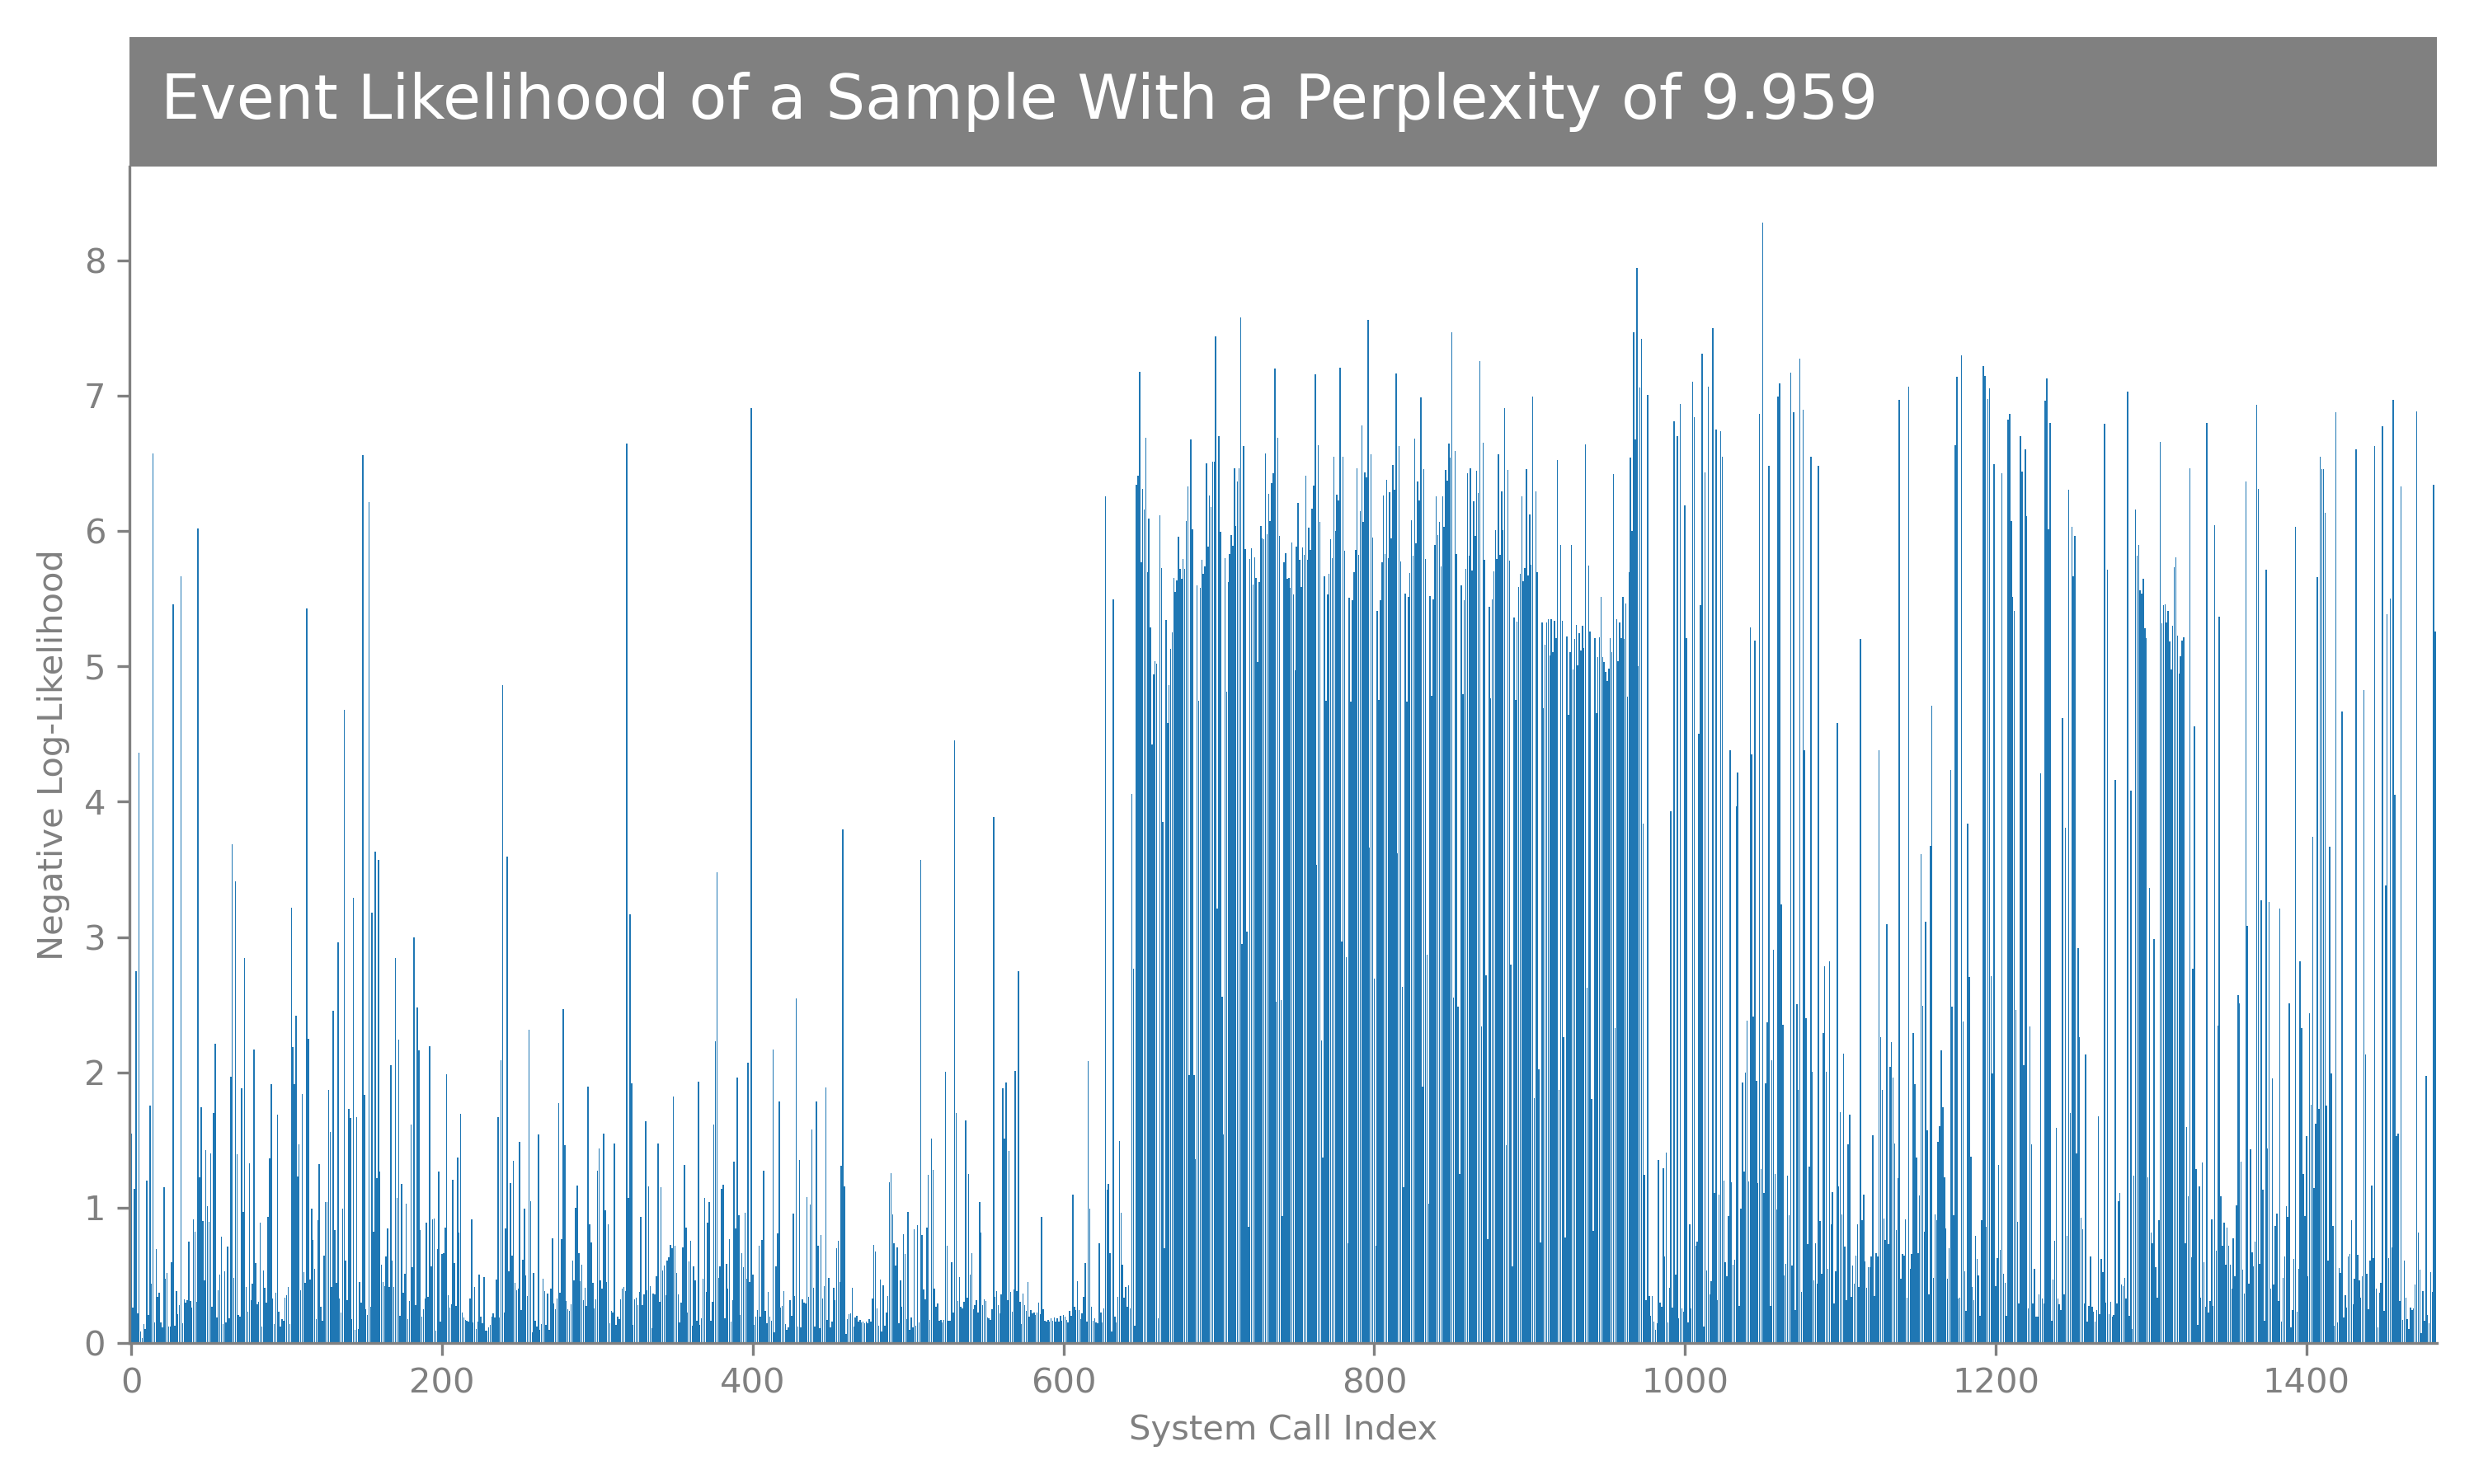 Event Likelihood of a Sample With a Perplexity of 9.959
8
7
6
5
4
3
2
1
0
Negative Log-Likelihood
0 200 400 600 800 1000 1200 1400
System Call Index